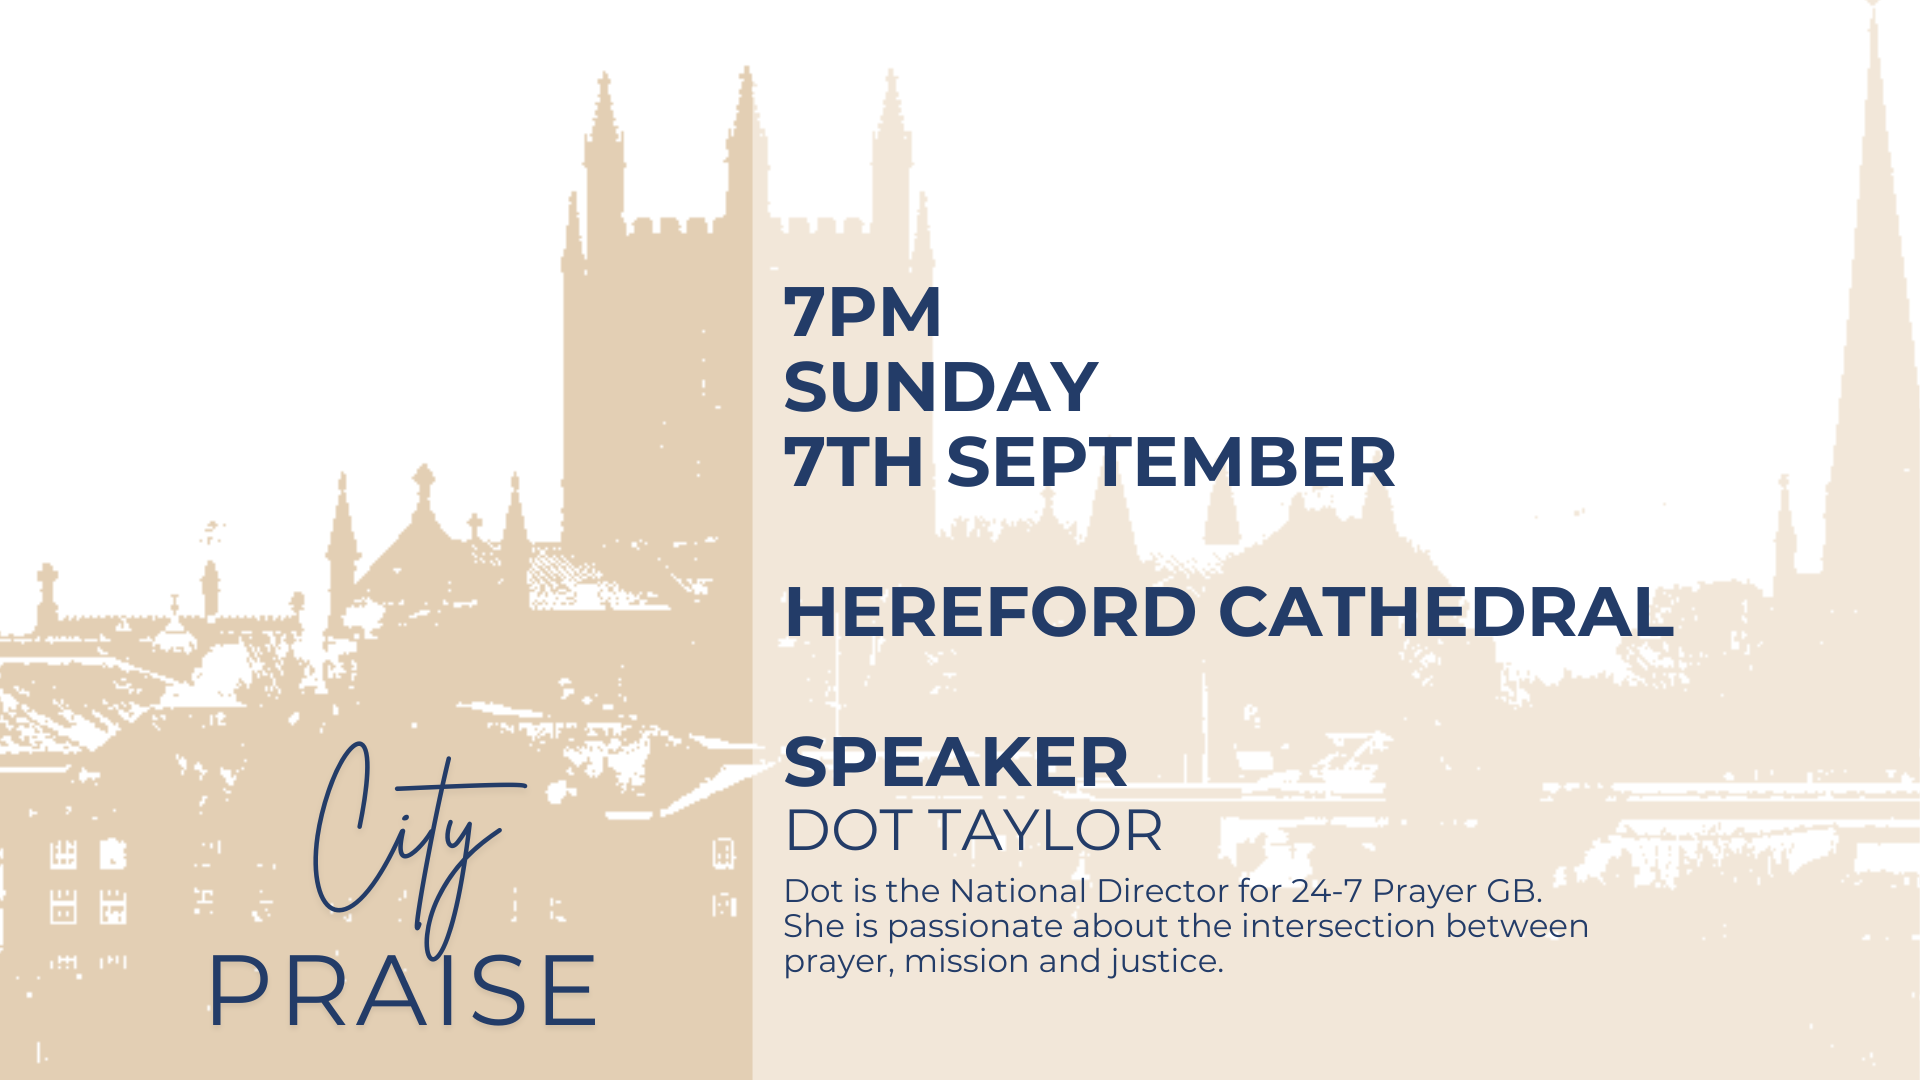 7PM
SUNDAY
7TH SEPTEMBER
HEREFORD CATHEDRAL
SPEAKER
DOT TAYLOR
Dot is the National Director for 24-7 Prayer GB.
She is passionate about the intersection between
prayer, mission and justice.
City
PRAISE